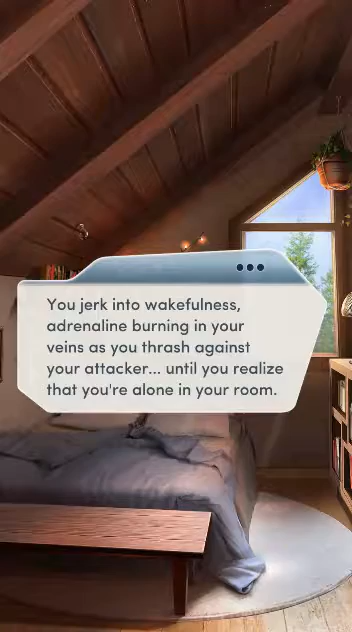 You jerk into wakefulness,
adrenaline burning in your
veins as you thrash against
your attacker... until you realize
that you're alone in your room.